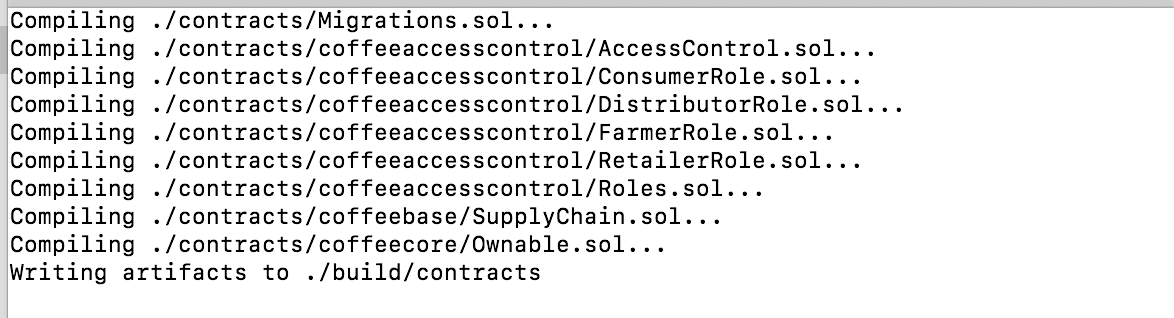 Compiling ./contracts/Migrations.sol...
Compiling ./contracts/coffeeaccesscontrol/AccessControl.sol...
Compiling ./contracts/coffeeaccesscontrol/ConsumerRole.sol...
Compiling ./contracts/coffeeaccesscontrol/DistributorRole.sol...
Compiling ./contracts/coffeeaccesscontrol/FarmerRole.sol...
Compiling ./contracts/coffeeaccesscontrol/RetailerRole.sol...
Compiling ./contracts/coffeeaccesscontrol/Roles.sol...
Compiling ./contracts/coffeebase/SupplyChain.sol...
Compiling ./contracts/coffeecore/Ownable.sol...
Writing artifacts to ./build/contracts